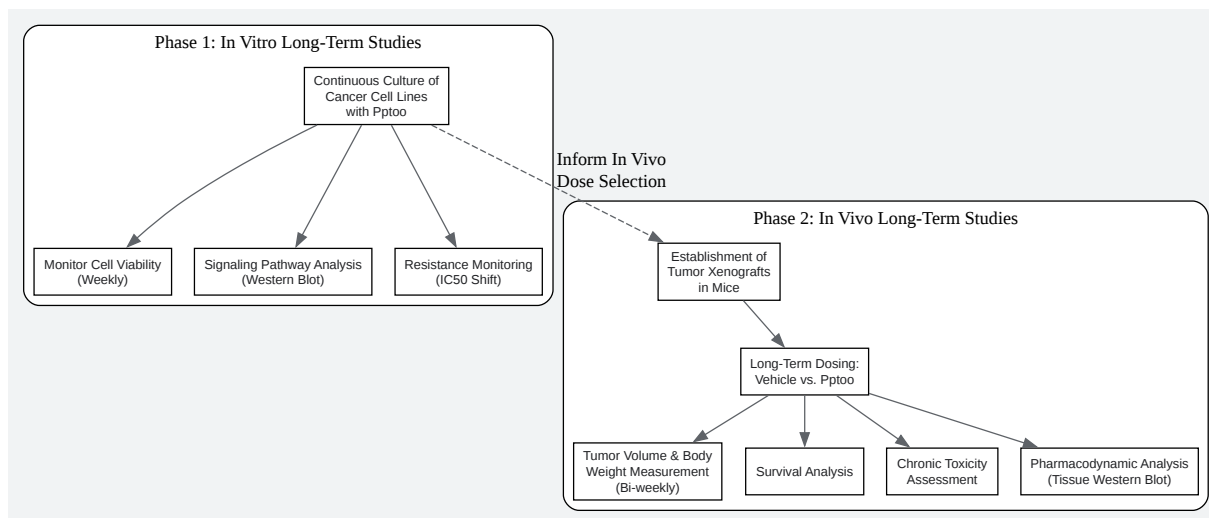 Phase 1: In Vitro Long-Term Studies
Continuous Culture of
Cancer Cell Lines
with Pptoo
Monitor Cell Viability
(Weekly)
Signaling Pathway Analysis
(Western Blot)
Resistance Monitoring
(IC50 Shift)
Inform In Vivo
Dose Selection
Phase 2: In Vivo Long-Term Studies
Establishment of
Tumor Xenografts
in Mice
Long-Term Dosing:
Vehicle vs. Pptoo
Tumor Volume & Body
Weight Measurement
(Bi-weekly)
Survival Analysis
Chronic Toxicity
Assessment
Pharmacodynamic Analysis
(Tissue Western Blot)